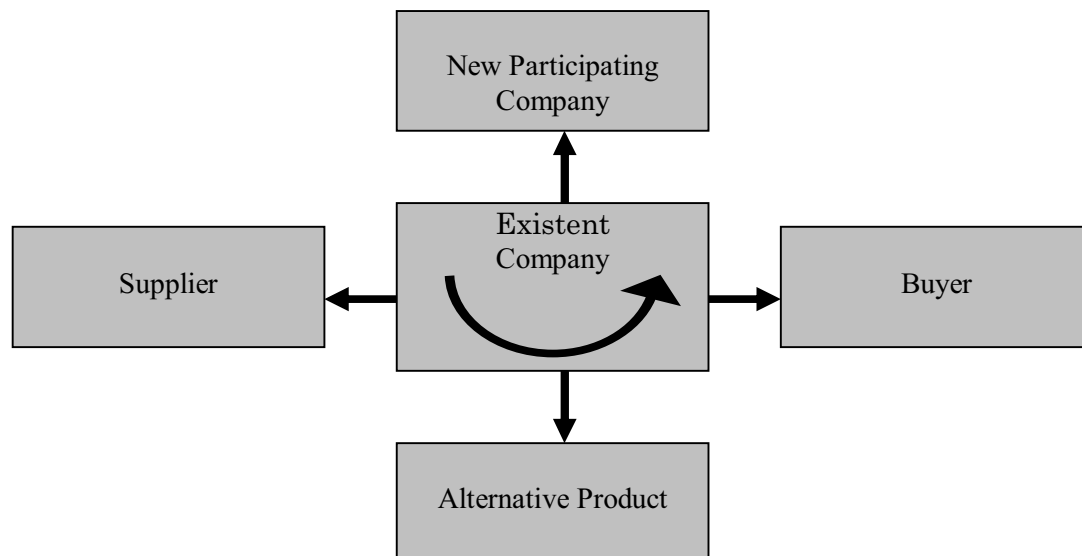 New Participating
Company
Existent
Company
Supplier
Buyer
Alternative Product